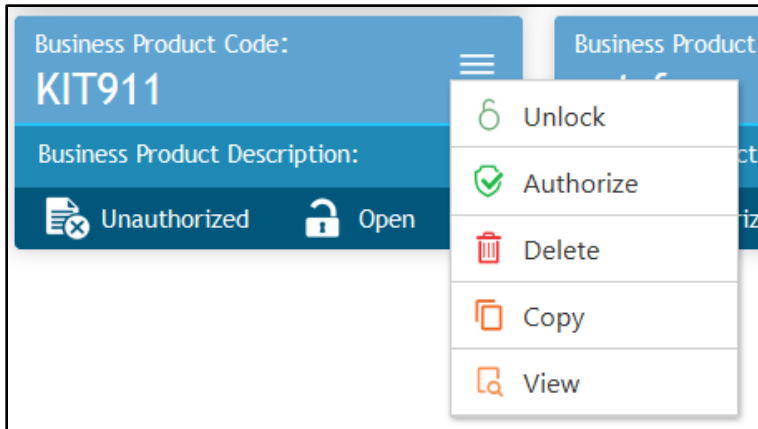 Business Product Code:
KIT911
Business Product
Unlock
Business Product Description:
Authorize
Unauthorized
Open
Delete
Copy
View